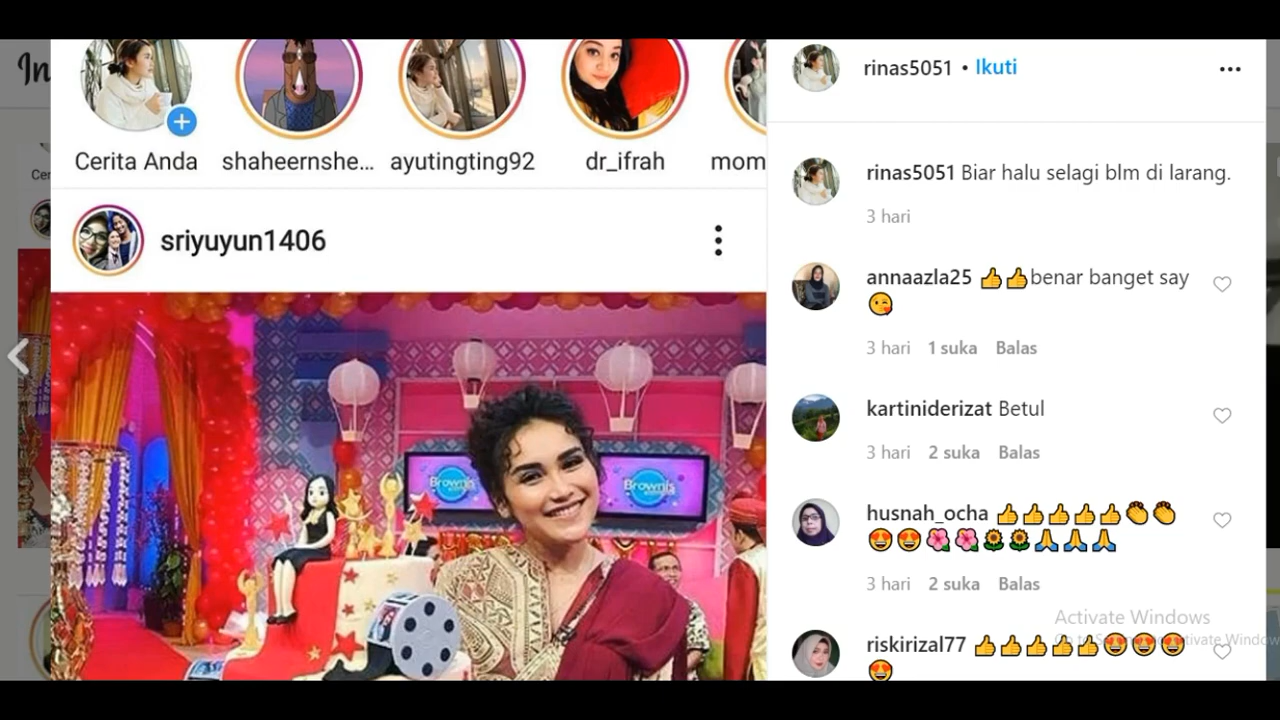 In
Cerita Anda
shaheernshe...
ayutingting92
dr_ifrah
mom
sriyuyun1406
Brownis
Brownis
rinas5051 • Ikuti
rinas5051 Biar halu selagi blm di larang.
3 hari
annaazla25 👍👍benar banget say
😘
3 hari 1 suka Balas
kartiniderizat Betul
3 hari 2 suka Balas
husnah_ocha 👍👍👍👍👍👏👏
😍😍🌺🌺🌻🌻🙏🙏🙏
3 hari 2 suka Balas
Activate Windows
riskirizal77 👍👍👍👍👍😍😍😍
😍